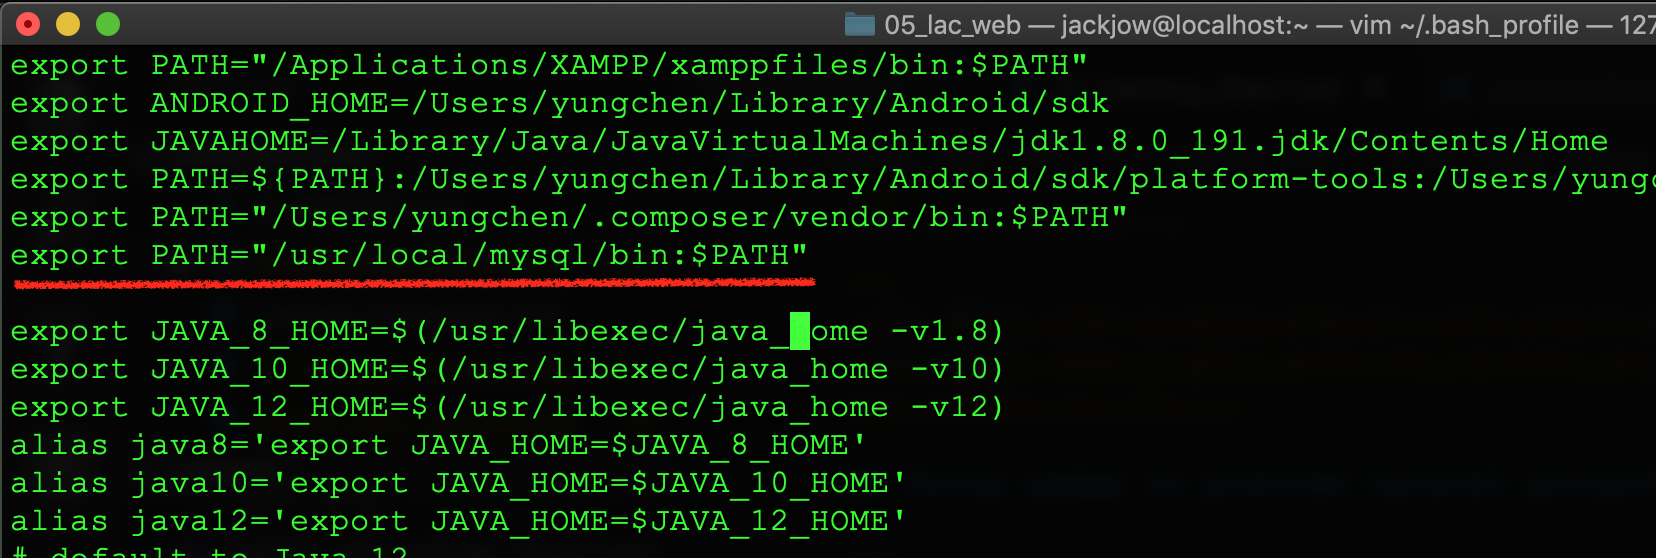 05_lac_web — jackjow@localhost:~ — vim ~/.bash_profile — 127
export PATH="/Applications/XAMPP/xamppfiles/bin:$PATH"
export ANDROID_HOME=/Users/yungchen/Library/Android/sdk
export JAVAHOME=/Library/Java/JavaVirtualMachines/jdk1.8.0_191.jdk/Contents/Home
export PATH=${PATH}:/Users/yungchen/Library/Android/sdk/platform-tools:/Users/yungc
export PATH="/Users/yungchen/.composer/vendor/bin:$PATH"
export PATH="/usr/local/mysql/bin:$PATH"
export JAVA_8_HOME=$(/usr/libexec/java_home -v1.8)
export JAVA_10_HOME=$(/usr/libexec/java_home -v10)
export JAVA_12_HOME=$(/usr/libexec/java_home -v12)
alias java8='export JAVA_HOME=$JAVA_8_HOME'
alias java10='export JAVA_HOME=$JAVA_10_HOME'
alias java12='export JAVA_HOME=$JAVA_12_HOME'
# default to Java 12